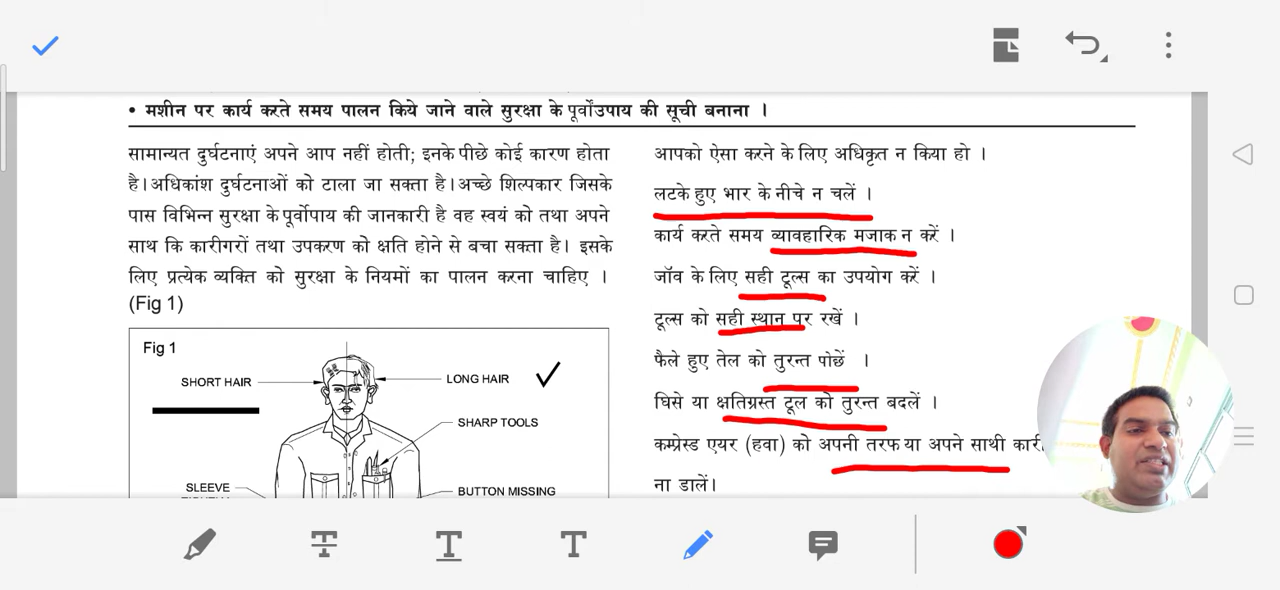 • मशीन पर कार्य करते समय पालन किये जाने वाले सुरक्षा के पूर्वोंउपाय की सूची बनाना ।
सामान्यत दुर्घटनाएं अपने आप नहीं होती; इनके पीछे कोई कारण होता
है। अधिकांश दुर्घटनाओं को टाला जा सक्ता है। अच्छे शिल्पकार जिसके
पास विभिन्न सुरक्षा के पूर्वोपाय की जानकारी है वह स्वयं को तथा अपने
साथ कि कारीगरों तथा उपकरण को क्षति होने से बचा सक्ता है। इसके
लिए प्रत्येक व्यक्ति को सुरक्षा के नियमों का पालन करना चाहिए ।
(Fig 1)
Fig 1
SHORT HAIR
LONG HAIR
SHARP TOOLS
SLEEVE
BUTTON MISSING
आपको ऐसा करने के लिए अधिकृत न किया हो ।
लटके हुए भार के नीचे न चलें ।
कार्य करते समय व्यावहारिक मजाक न करें ।
जॉव के लिए सही टूल्स का उपयोग करें ।
टूल्स को सही स्थान पर रखें ।
फैले हुए तेल को तुरन्त पोछें ।
घिसे या क्षतिग्रस्त टूल को तुरन्त बदलें ।
कम्प्रेस्ड एयर (हवा) को अपनी तरफ या अपने साथी
ना डालें।